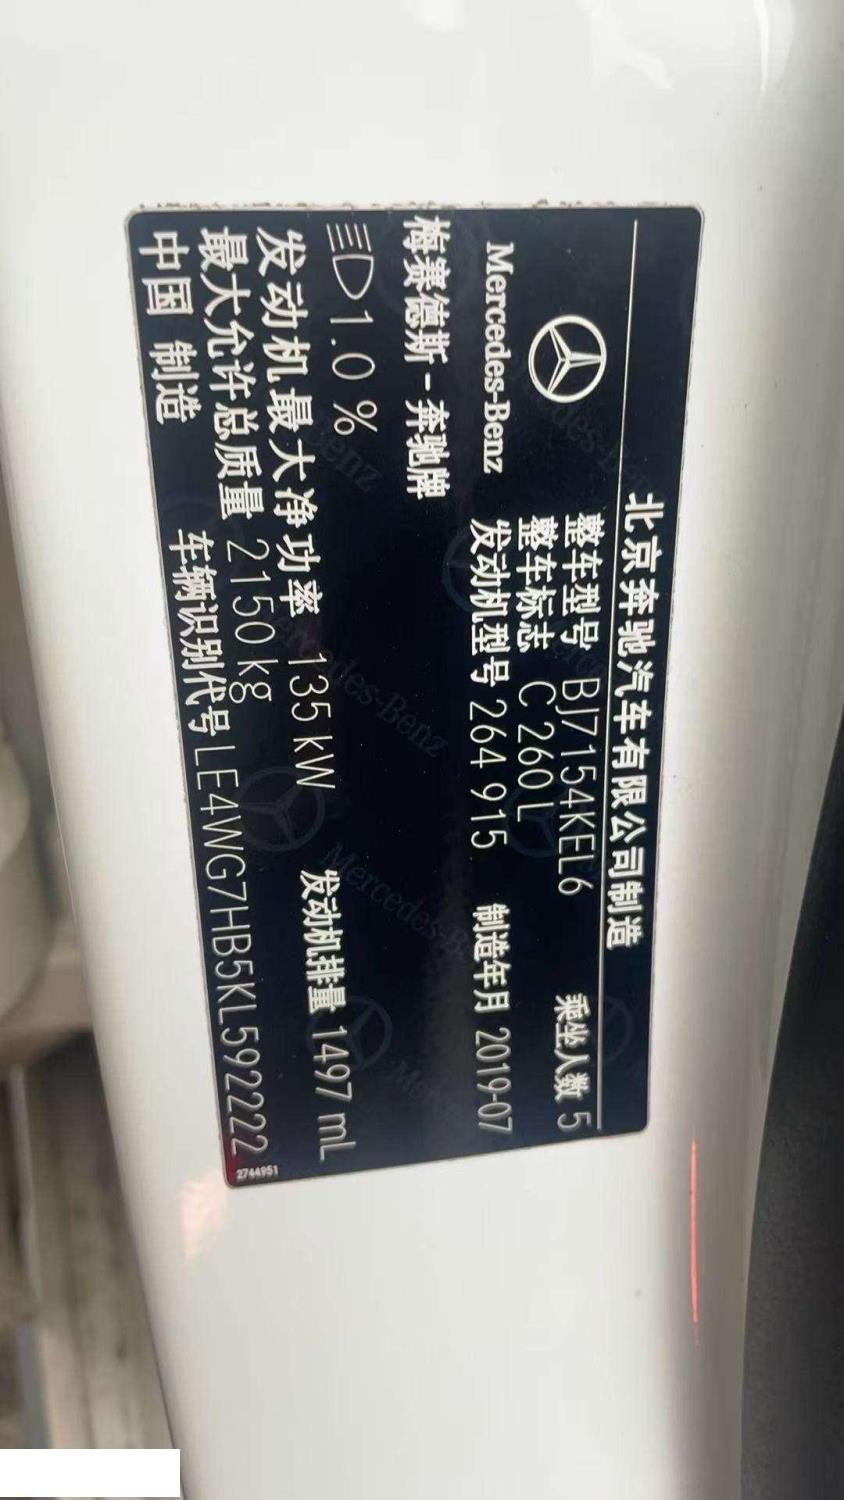 北京奔驰汽车有限公司制造
整车型号 BJ7154KEL6 乘坐人数 5
整车标志 C 260 L
Mercedes-Benz 发动机型号 264 915 制造年月 2019-07
梅赛德斯-奔驰牌
1.0 %
发动机最大净功率 135 kW 发动机排量 1497 mL
最大允许总质量 2150 kg
中国 制造 车辆识别代号 LE4WG7HB5KL592222
2744951